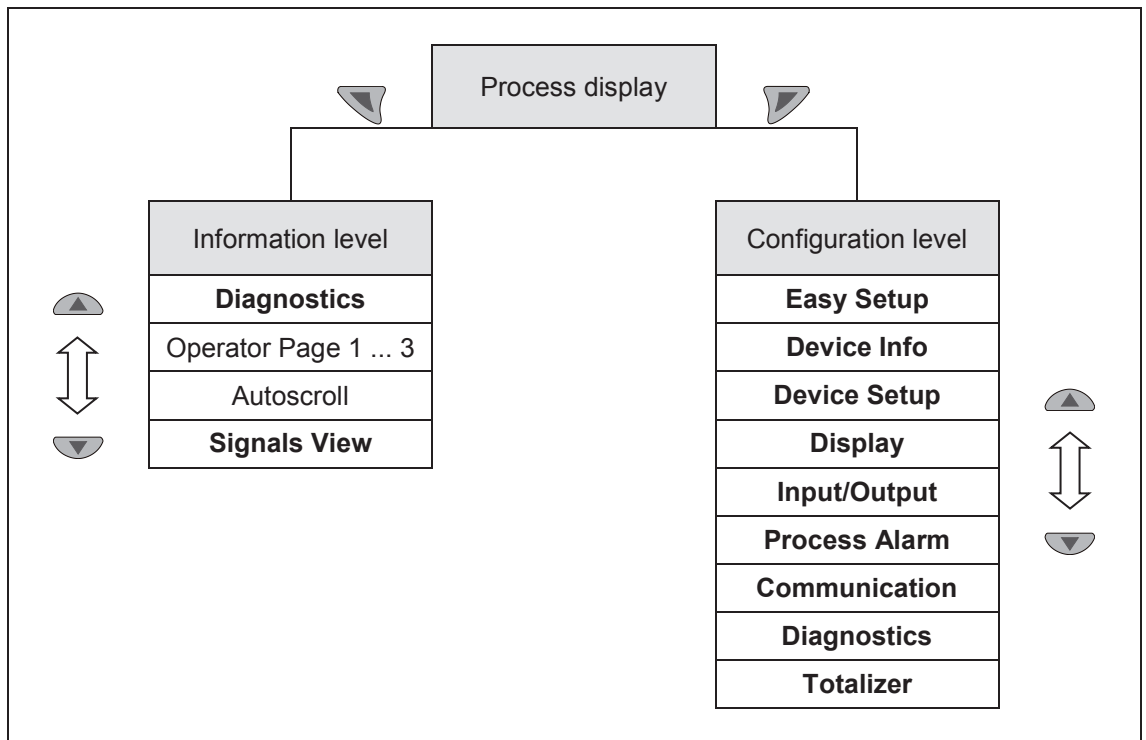 Process display
Information level
Diagnostics
Operator Page 1 ... 3
Autoscroll
Signals View
Configuration level
Easy Setup
Device Info
Device Setup
Display
Input/Output
Process Alarm
Communication
Diagnostics
Totalizer